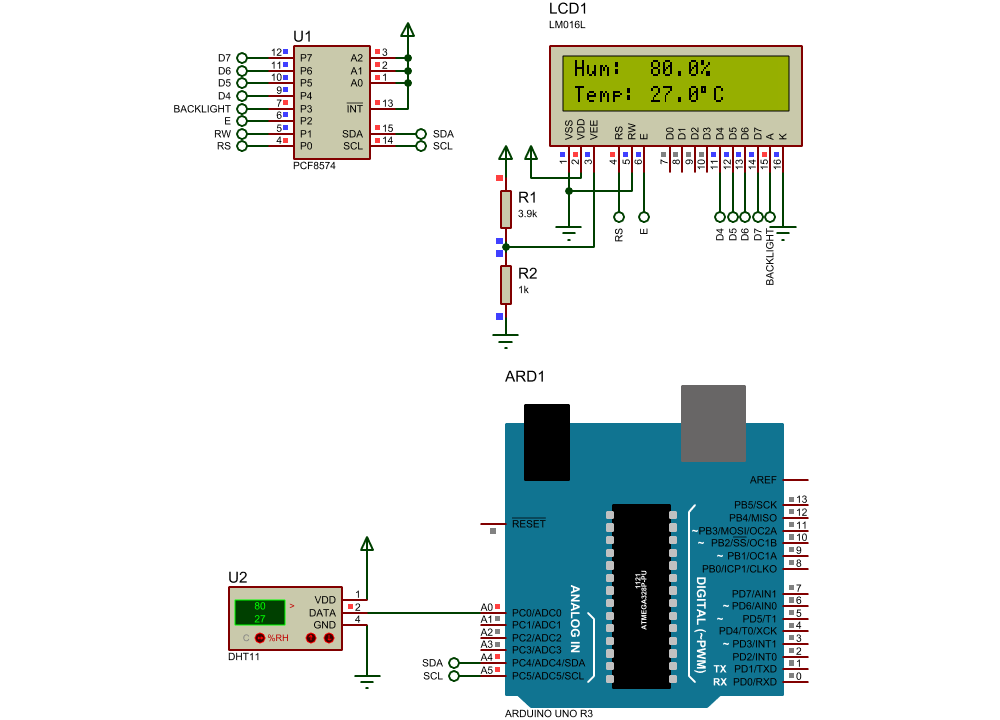 LCD1
LM016L
Hum: 80.0%
Temp: 27.0°C
VSS VDD VEE RS RW E D0 D1 D2 D3 D4 D5 D6 D7 A K
1 2 3 4 5 6 7 8 9 10 11 12 13 14 15 16
RS E D4 D5 D6 D7 BACKLIGHT
U1
D7 12 P7 A2 3
D6 11 P6 A1 2
D5 10 P5 A0 1
D4 9 P4
BACKLIGHT 7 P3 INT 13
E 6 P2
RW 5 P1 SDA 15 SDA
RS 4 P0 SCL 14 SCL
PCF8574
R1
3.9k
R2
1k
ARD1
AREF
RESET
PB5/SCK 13
PB4/MISO 12
~PB3/MOSI/OC2A 11
~ PB2/SS/OC1B 10
~ PB1/OC1A 9
PB0/ICP1/CLKO 8
PD7/AIN1 7
~ PD6/AIN0 6
~ PD5/T1 5
PD4/T0/XCK 4
~ PD3/INT1 3
PD2/INT0 2
TX PD1/TXD 1
RX PD0/RXD 0
1121
ATMEGA328P-PU
ANALOG IN
DIGITAL (~PWM)
A0 PC0/ADC0
A1 PC1/ADC1
A2 PC2/ADC2
A3 PC3/ADC3
SDA A4 PC4/ADC4/SDA
SCL A5 PC5/ADC5/SCL
ARDUINO UNO R3
U2
80 >
27
C %RH
VDD 1
DATA 2
GND 4
DHT11